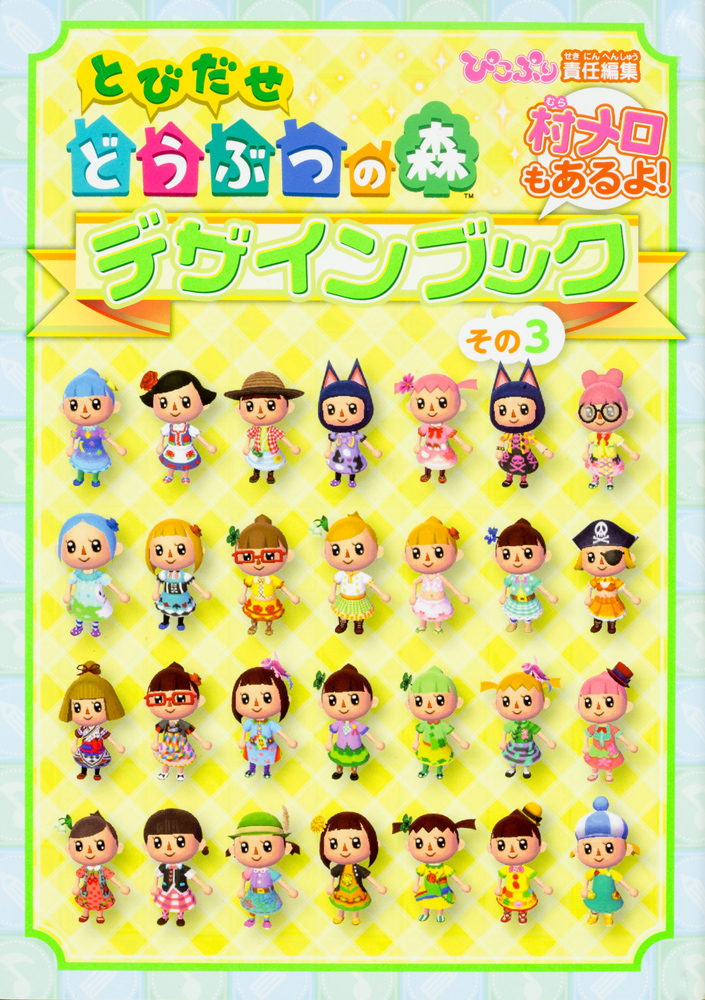 とびだせ
どうぶつの森
TM
ぴこぷり 責任編集
せきにんへんしゅう
むら
村メロ
もあるよ!
デザインブック
その3